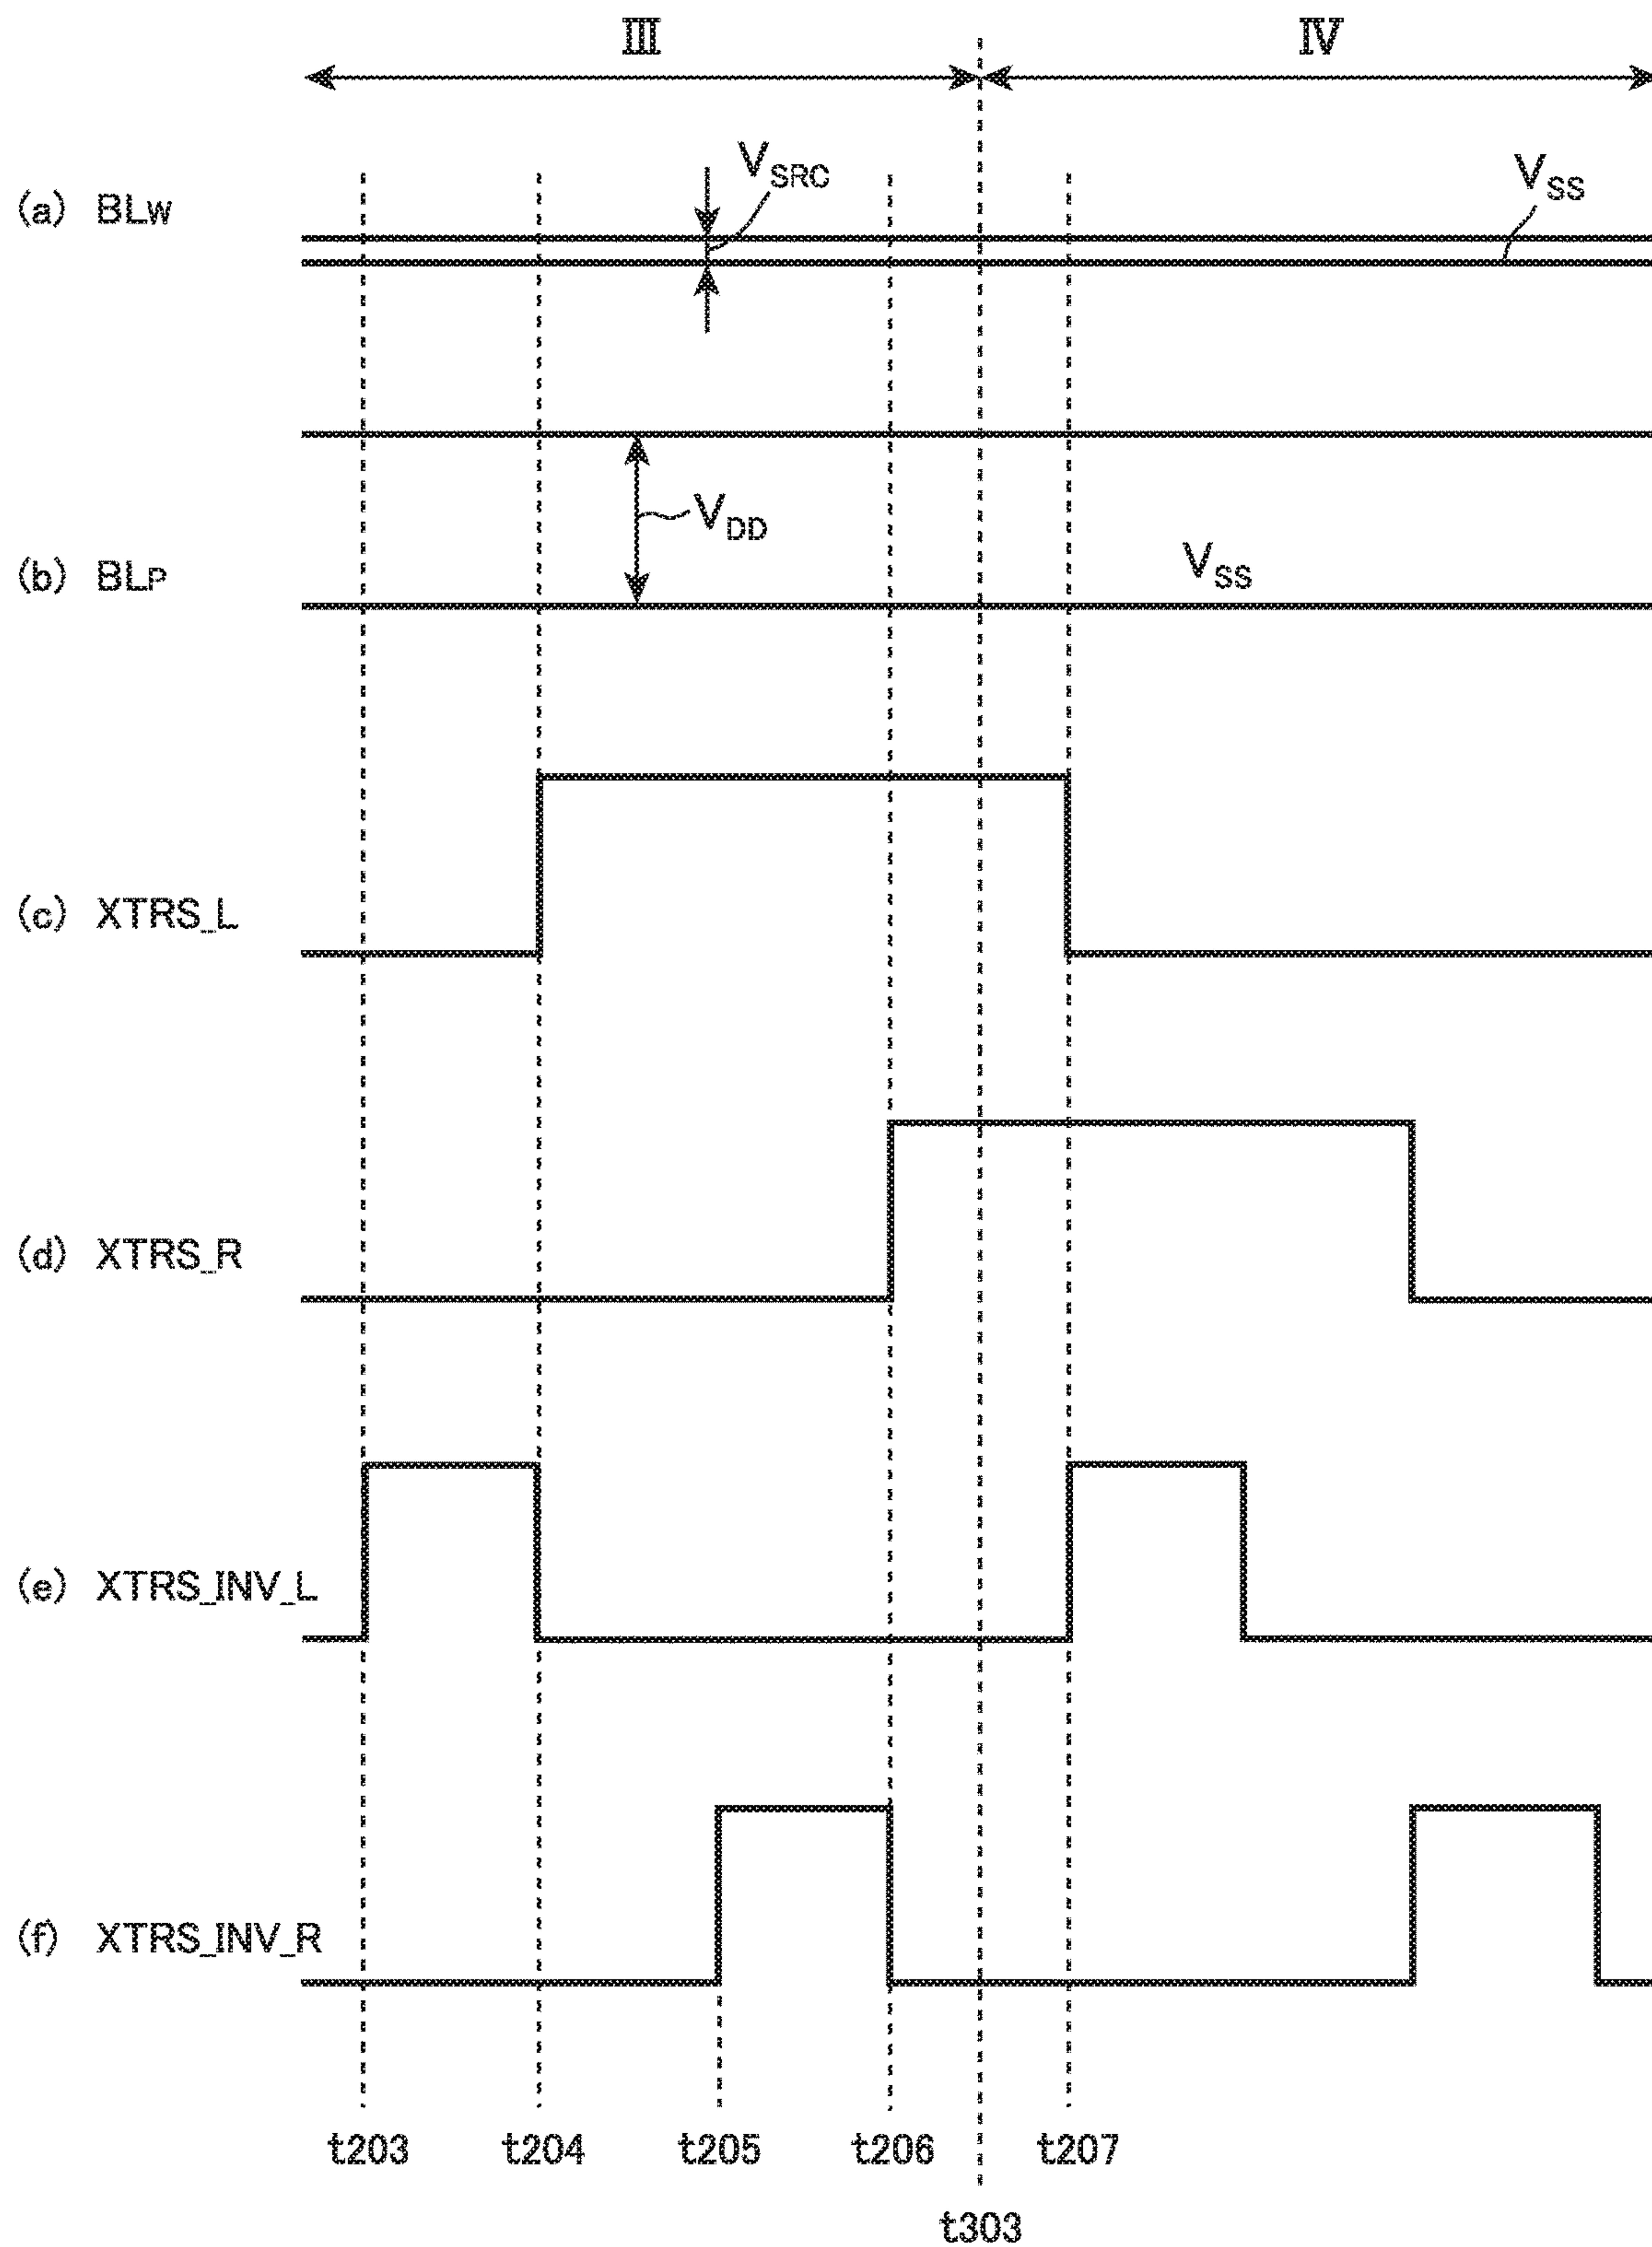 III IV
(a) BLW VSRC VSS
VDD
(b) BLP VSS
(c) XTRS_L
(d) XTRS_R
(e) XTRS_INV_L
(f) XTRS_INV_R
t203 t204 t205 t206 t207
t303